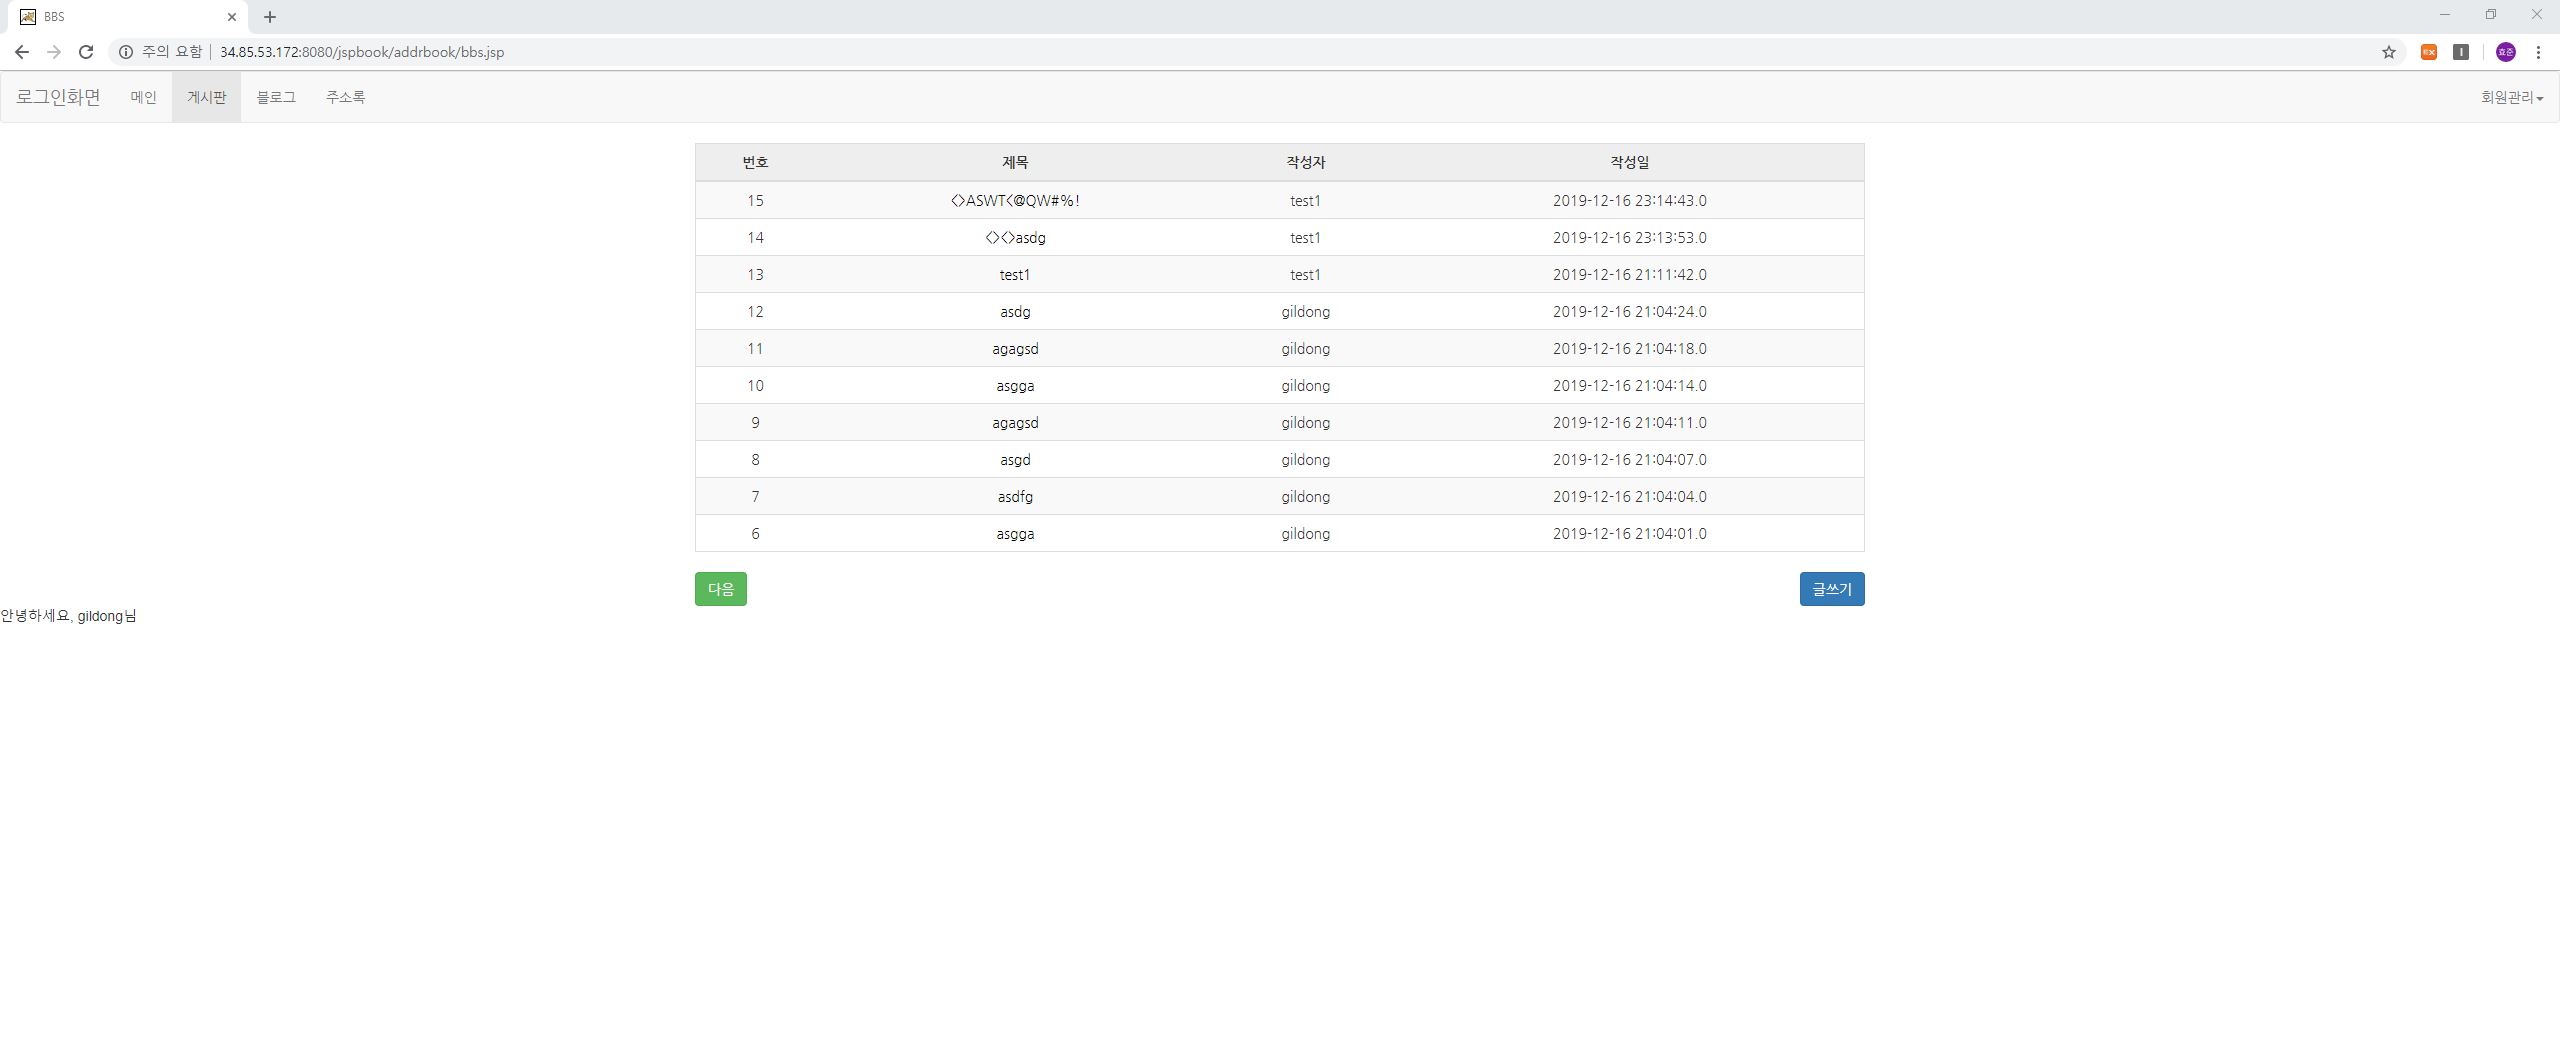 BBS
주의 요함 | 34.85.53.172:8080/jspbook/addrbook/bbs.jsp
효준
로그인화면 메인 게시판 블로그 주소록 회원관리
번호 제목 작성자 작성일
15 <>ASWT<@QW#%! test1 2019-12-16 23:14:43.0
14 <><>asdg test1 2019-12-16 23:13:53.0
13 test1 test1 2019-12-16 21:11:42.0
12 asdg gildong 2019-12-16 21:04:24.0
11 agagsd gildong 2019-12-16 21:04:18.0
10 asgga gildong 2019-12-16 21:04:14.0
9 agagsd gildong 2019-12-16 21:04:11.0
8 asgd gildong 2019-12-16 21:04:07.0
7 asdfg gildong 2019-12-16 21:04:04.0
6 asgga gildong 2019-12-16 21:04:01.0
다음 글쓰기
안녕하세요, gildong님